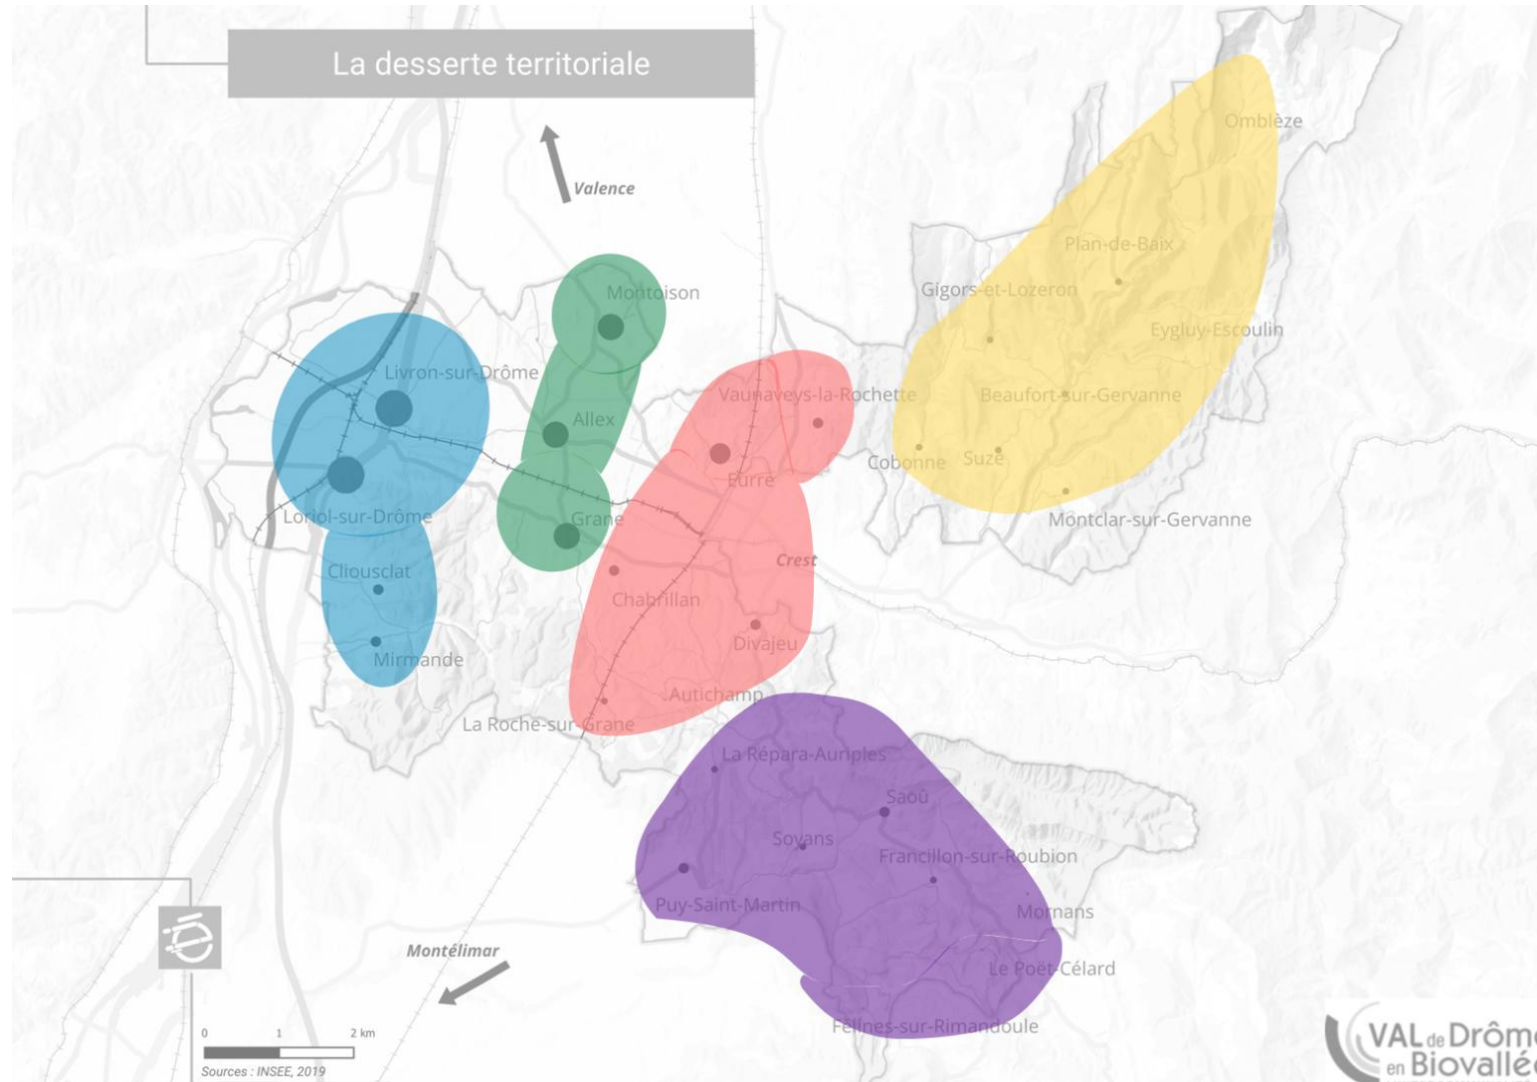 La desserte territoriale
Omblèze
Valence
Plan-de-Baix
Gigors-et-Lozeron
Montoison
Eygluy-Escoulin
Livron-sur-Drôme
Vaunaveys-la-Rochette
Beaufort-sur-Gervanne
Allex
Cobonne
Suze
Eurre
Loriol-sur-Drôme
Grane
Montclar-sur-Gervanne
Crest
Cliousclat
Chabrillan
Divajeu
Mirmande
Autichamp
La Roche-sur-Grane
La Répara-Auriples
Saoû
Soyans
Francillon-sur-Roubion
Puy-Saint-Martin
Mornans
Montélimar
Le Poët-Célard
Félines-sur-Rimandoule
0 1 2 km
Sources : INSEE, 2019
VAL de Drôme
en Biovallée